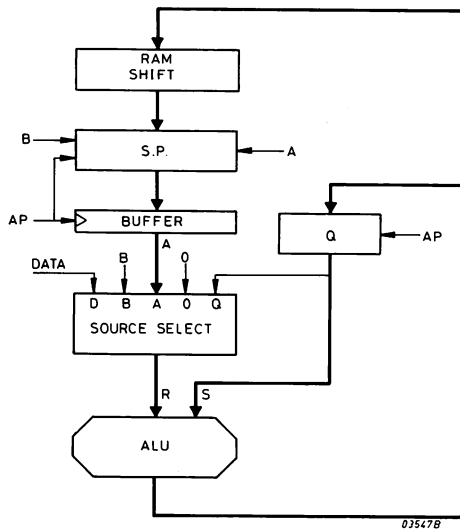 RAM
SHIFT
B
S.P.
A
AP
BUFFER
A
Q
AP
DATA
B
0
D B A 0 Q
SOURCE SELECT
R
S
ALU
03547B